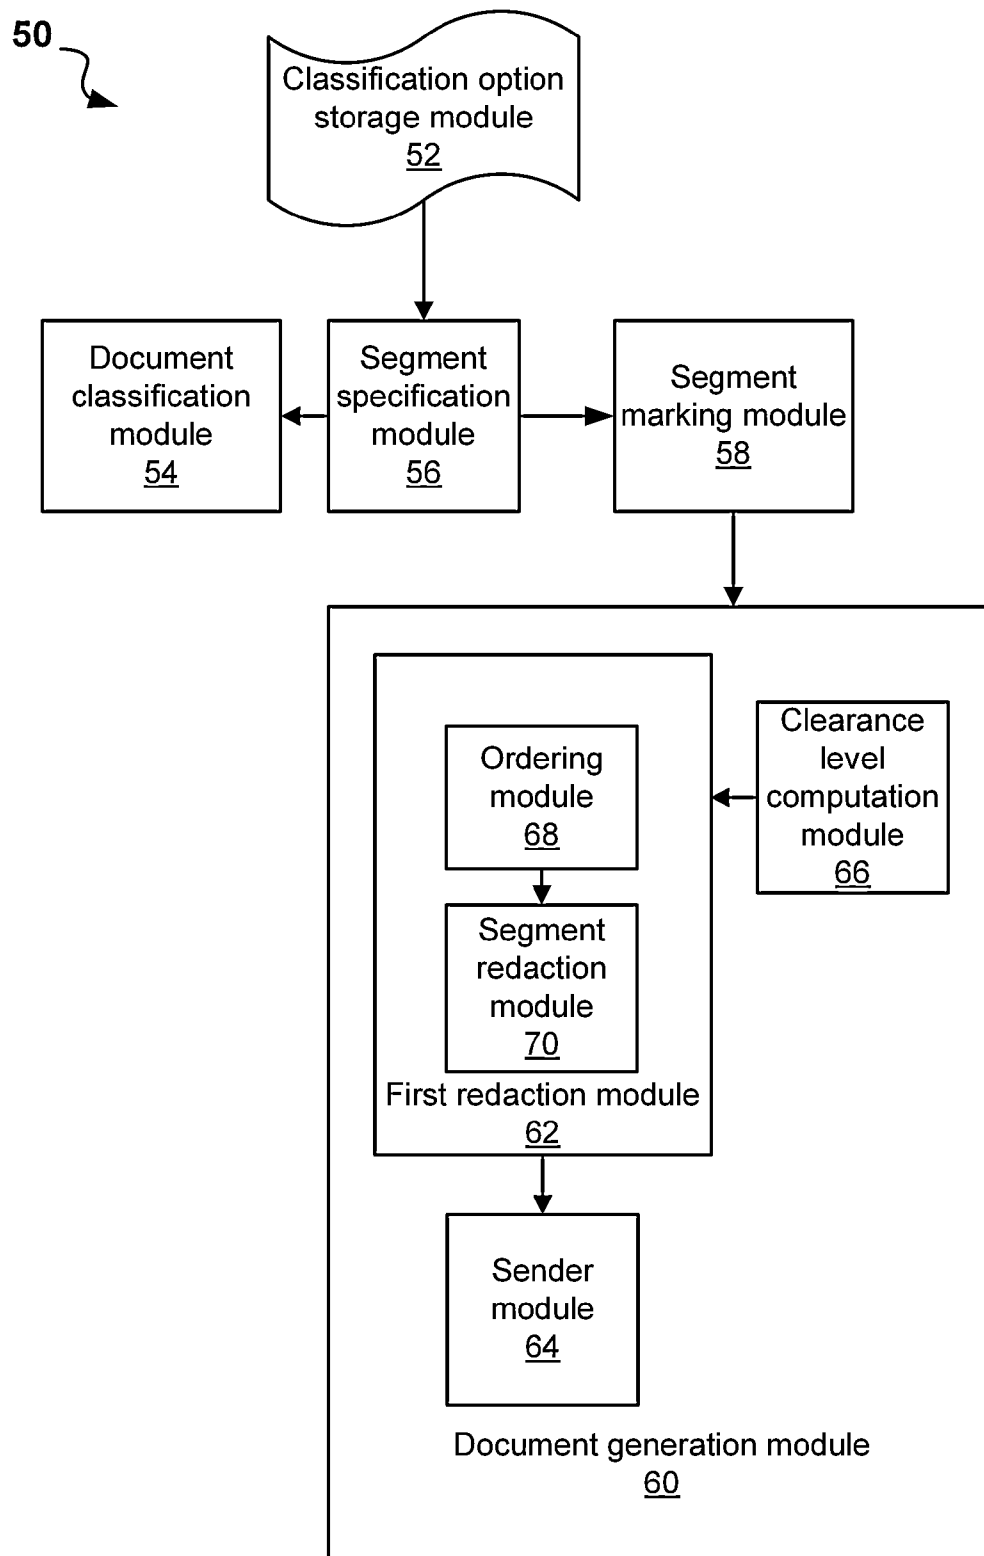 50
Classification option
storage module
52
Document
classification
module
54
Segment
specification
module
56
Segment
marking module
58
Ordering
module
68
Clearance
level
computation
module
66
Segment
redaction
module
70
First redaction module
62
Sender
module
64
Document generation module
60